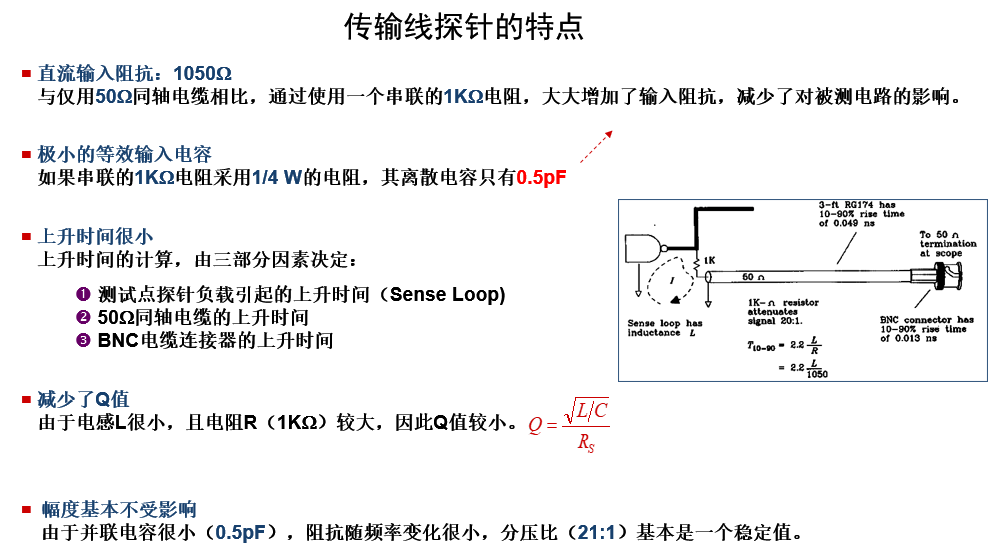 传输线探针的特点
直流输入阻抗：1050Ω
与仅用50Ω同轴电缆相比，通过使用一个串联的1KΩ电阻，大大增加了输入阻抗，减少了对被测电路的影响。
极小的等效输入电容
如果串联的1KΩ电阻采用1/4 W的电阻，其离散电容只有0.5pF
上升时间很小
上升时间的计算，由三部分因素决定：
❶ 测试点探针负载引起的上升时间（Sense Loop)
❷ 50Ω同轴电缆的上升时间
❸ BNC电缆连接器的上升时间
3-ft RG174 has
10-90% rise time
of 0.049 ns
To 50 Ω
termination
at scope
1K
50 Ω
I
Sense loop has
inductance L
1K-Ω resistor
attenuates
signal 20:1.
T10-90 = 2.2 L/R
= 2.2 L/1050
BNC connector has
10-90% rise time
of 0.013 ns
减少了Q值
由于电感L很小，且电阻R（1KΩ）较大，因此Q值较小。
Q = √(L/C) / RS
幅度基本不受影响
由于并联电容很小（0.5pF），阻抗随频率变化很小，分压比（21:1）基本是一个稳定值。